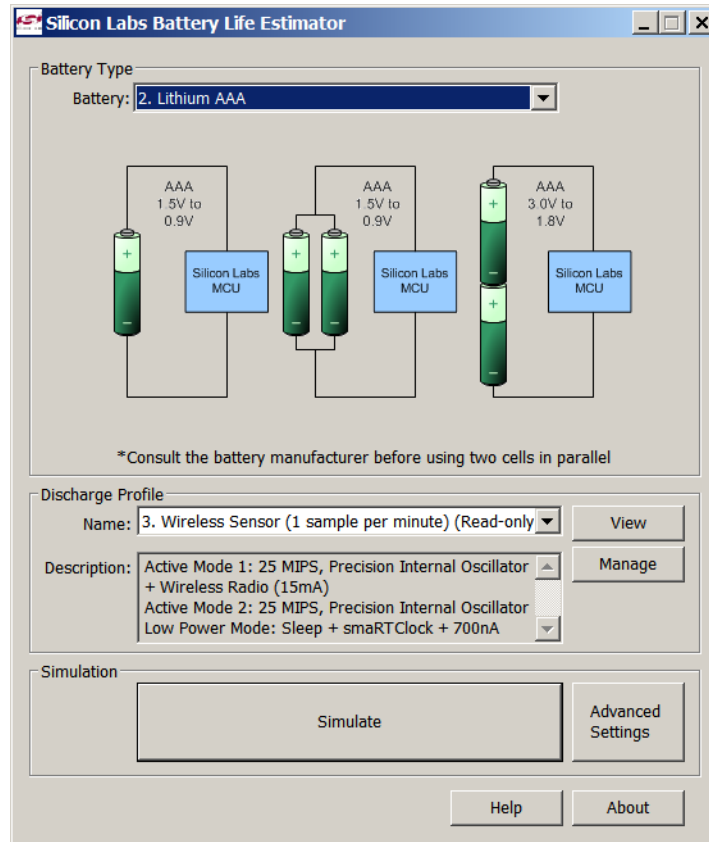 Silicon Labs Battery Life Estimator
Battery Type
Battery: 2. Lithium AAA
AAA
1.5V to
0.9V
Silicon Labs
MCU
AAA
1.5V to
0.9V
Silicon Labs
MCU
AAA
3.0V to
1.8V
Silicon Labs
MCU
*Consult the battery manufacturer before using two cells in parallel
Discharge Profile
Name: 3. Wireless Sensor (1 sample per minute) (Read-only
View
Description: Active Mode 1: 25 MIPS, Precision Internal Oscillator
+ Wireless Radio (15mA)
Active Mode 2: 25 MIPS, Precision Internal Oscillator
Low Power Mode: Sleep + smaRTClock + 700nA
Manage
Simulation
Simulate
Advanced
Settings
Help
About